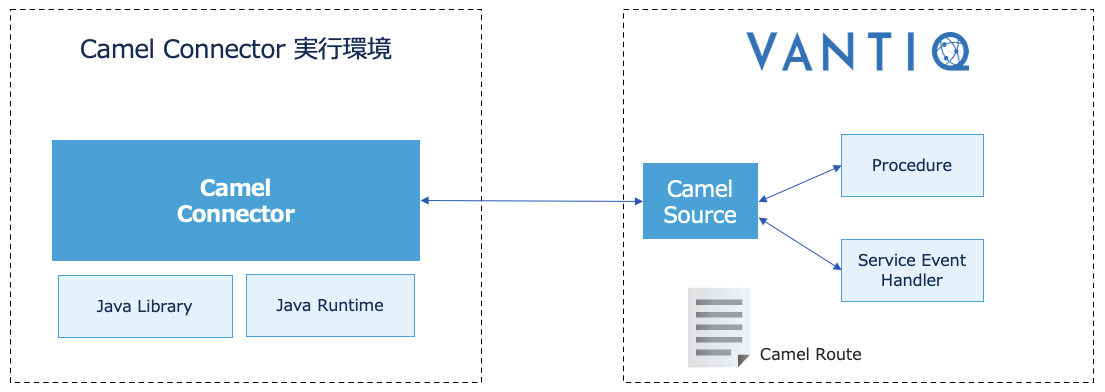 Camel Connector 実行環境
Camel
Connector
Java Library
Java Runtime
VANTIQ
Camel
Source
Procedure
Service Event
Handler
Camel Route